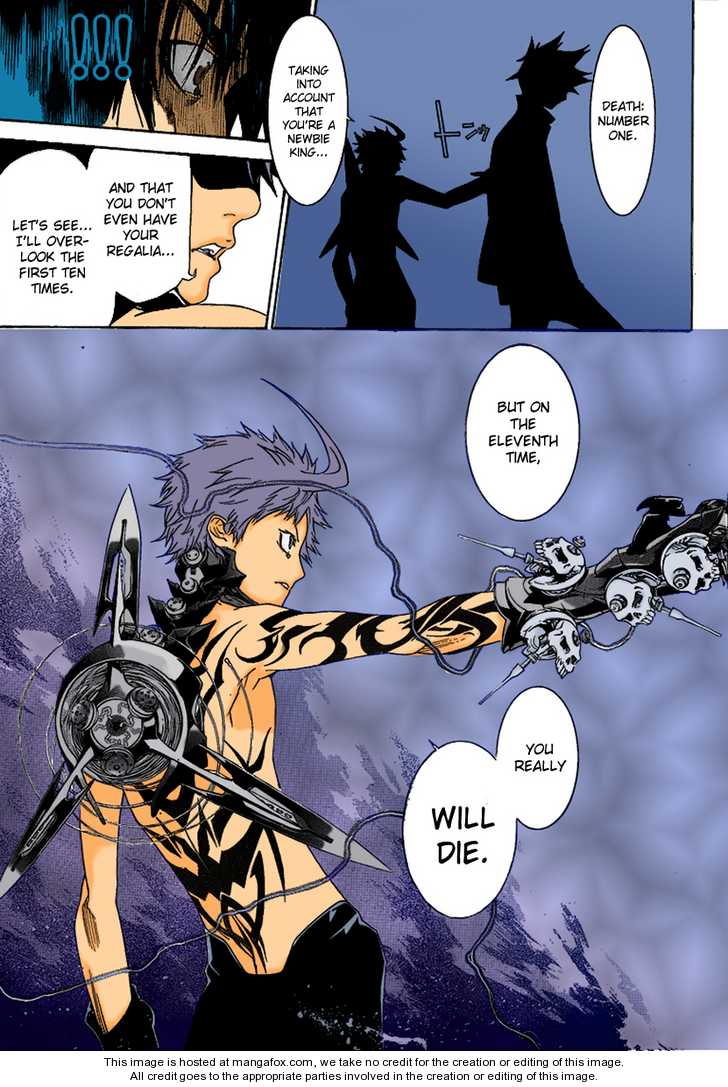 DEATH:
NUMBER
ONE.
トンッ
TAKING
INTO
ACCOUNT
THAT
YOU'RE A
NEWBIE
KING...
!!!
AND THAT
YOU DON'T
EVEN HAVE
YOUR
REGALIA...
LET'S SEE...
I'LL OVER-
LOOK THE
FIRST TEN
TIMES.
BUT ON
THE
ELEVENTH
TIME,
YOU
REALLY
WILL
DIE.
This image is hosted at mangafox.com, we take no credit for the creation or editing of this image.
All credit goes to the appropriate parties involved in the creation & editing of this image.